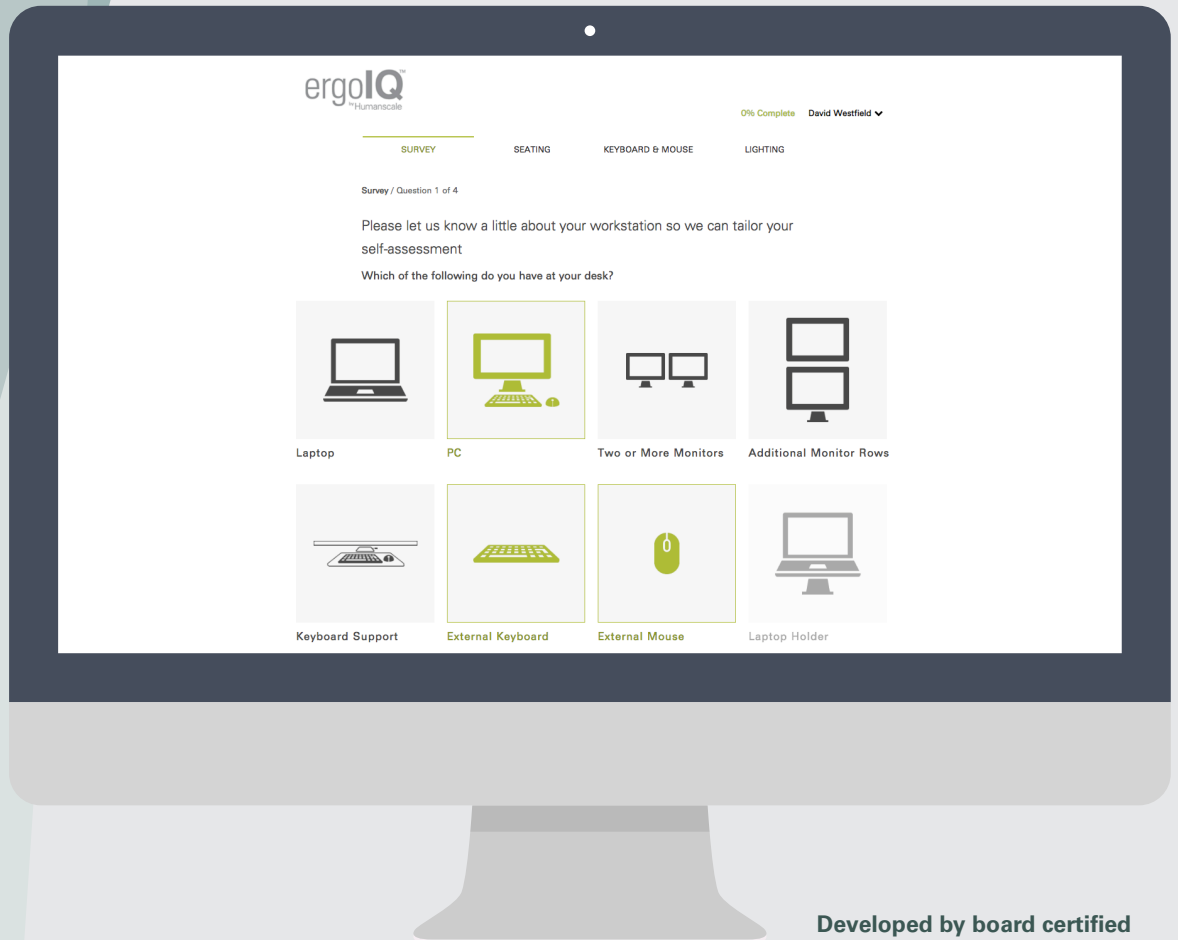 ergoIQ™
by Humanscale
0% Complete David Westfield
SURVEY SEATING KEYBOARD & MOUSE LIGHTING
Survey / Question 1 of 4
Please let us know a little about your workstation so we can tailor your
self-assessment
Which of the following do you have at your desk?
Laptop PC Two or More Monitors Additional Monitor Rows
Keyboard Support External Keyboard External Mouse Laptop Holder
Developed by board certified